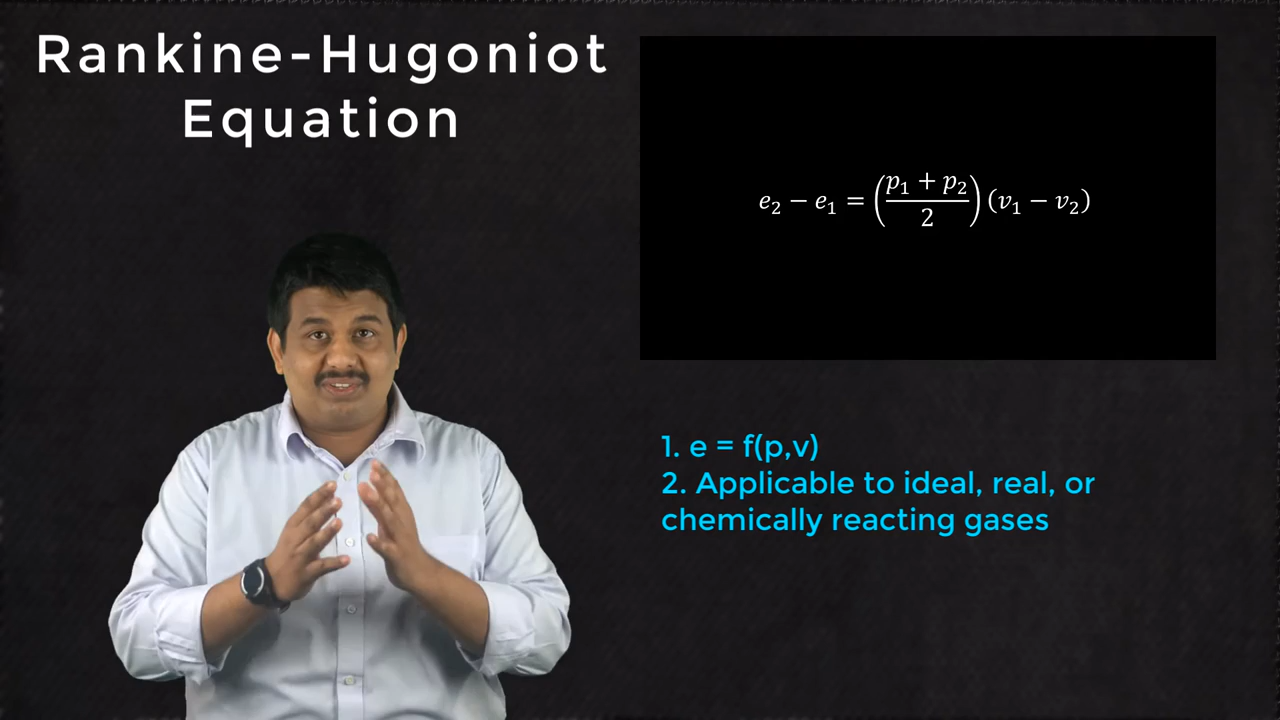 Rankine-Hugoniot
Equation
e₂ − e₁ = ((p₁ + p₂)/2) (v₁ − v₂)
1. e = f(p,v)
2. Applicable to ideal, real, or
chemically reacting gases